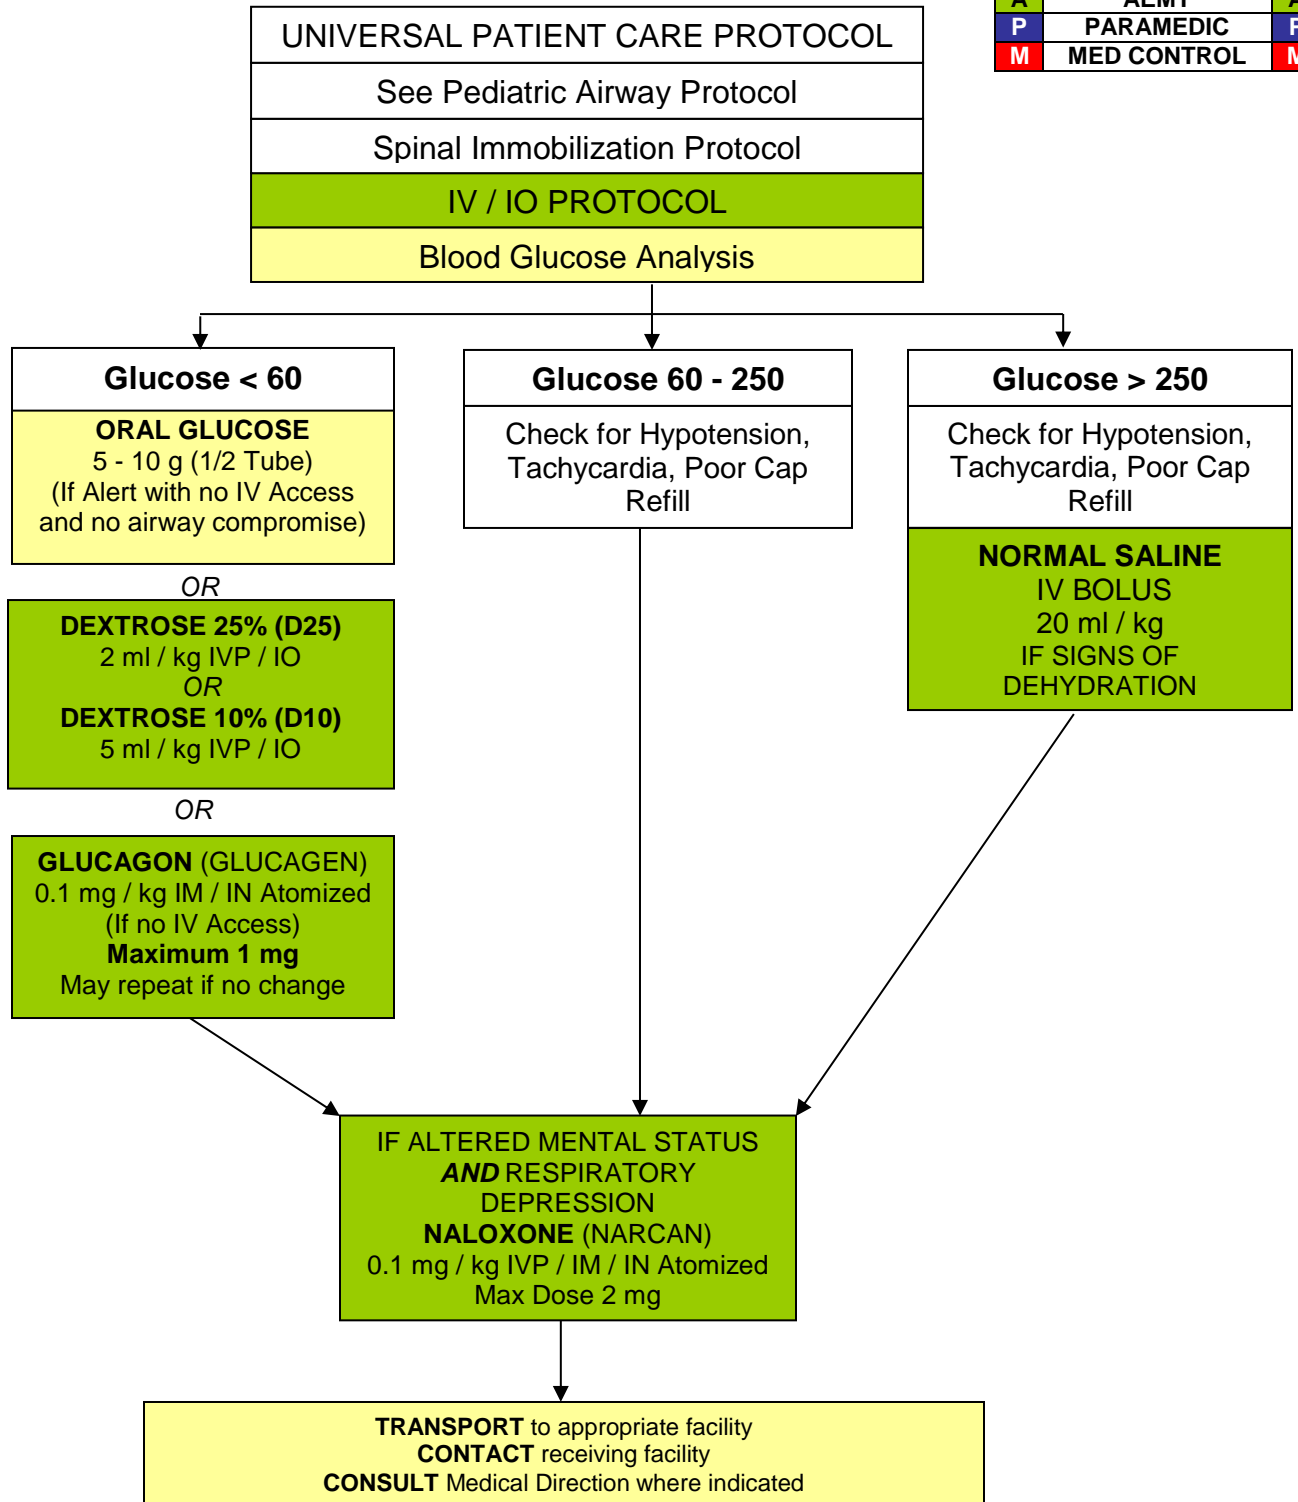 A AEMT A
P PARAMEDIC P
M MED CONTROL M
UNIVERSAL PATIENT CARE PROTOCOL
See Pediatric Airway Protocol
Spinal Immobilization Protocol
IV / IO PROTOCOL
Blood Glucose Analysis
Glucose < 60
ORAL GLUCOSE
5 - 10 g (1/2 Tube)
(If Alert with no IV Access
and no airway compromise)
OR
DEXTROSE 25% (D25)
2 ml / kg IVP / IO
OR
DEXTROSE 10% (D10)
5 ml / kg IVP / IO
OR
GLUCAGON (GLUCAGEN)
0.1 mg / kg IM / IN Atomized
(If no IV Access)
Maximum 1 mg
May repeat if no change
Glucose 60 - 250
Check for Hypotension,
Tachycardia, Poor Cap
Refill
Glucose > 250
Check for Hypotension,
Tachycardia, Poor Cap
Refill
NORMAL SALINE
IV BOLUS
20 ml / kg
IF SIGNS OF
DEHYDRATION
IF ALTERED MENTAL STATUS
AND RESPIRATORY
DEPRESSION
NALOXONE (NARCAN)
0.1 mg / kg IVP / IM / IN Atomized
Max Dose 2 mg
TRANSPORT to appropriate facility
CONTACT receiving facility
CONSULT Medical Direction where indicated